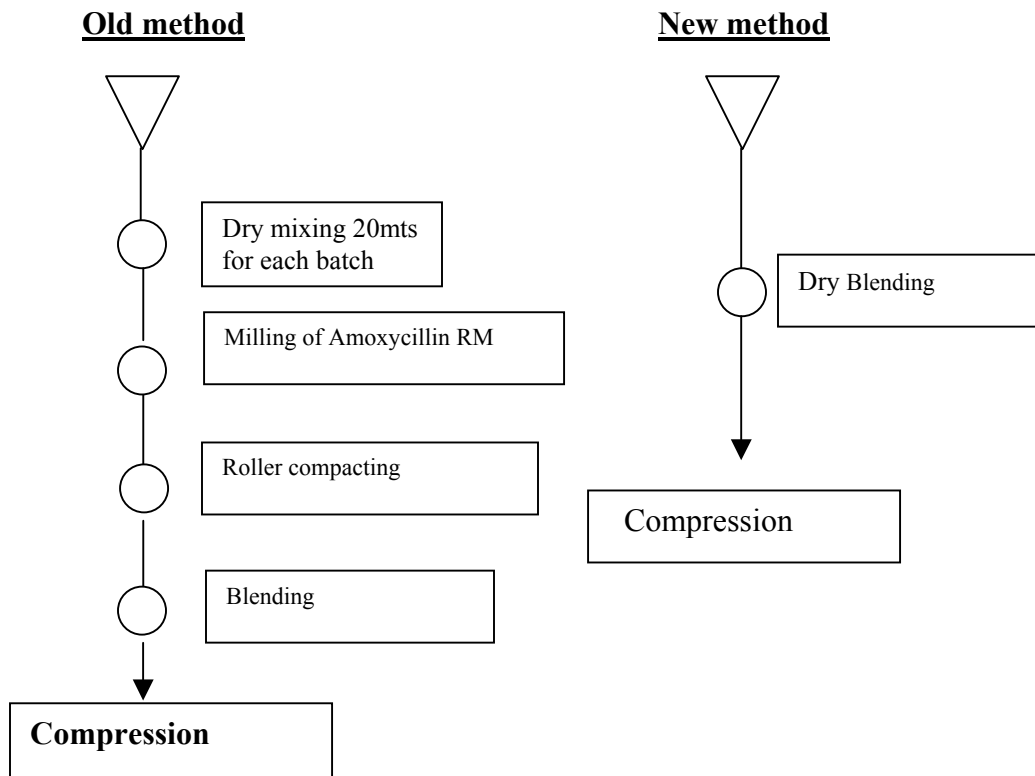 Old method
Dry mixing 20mts
for each batch
Milling of Amoxycillin RM
Roller compacting
Blending
Compression
New method
Dry Blending
Compression